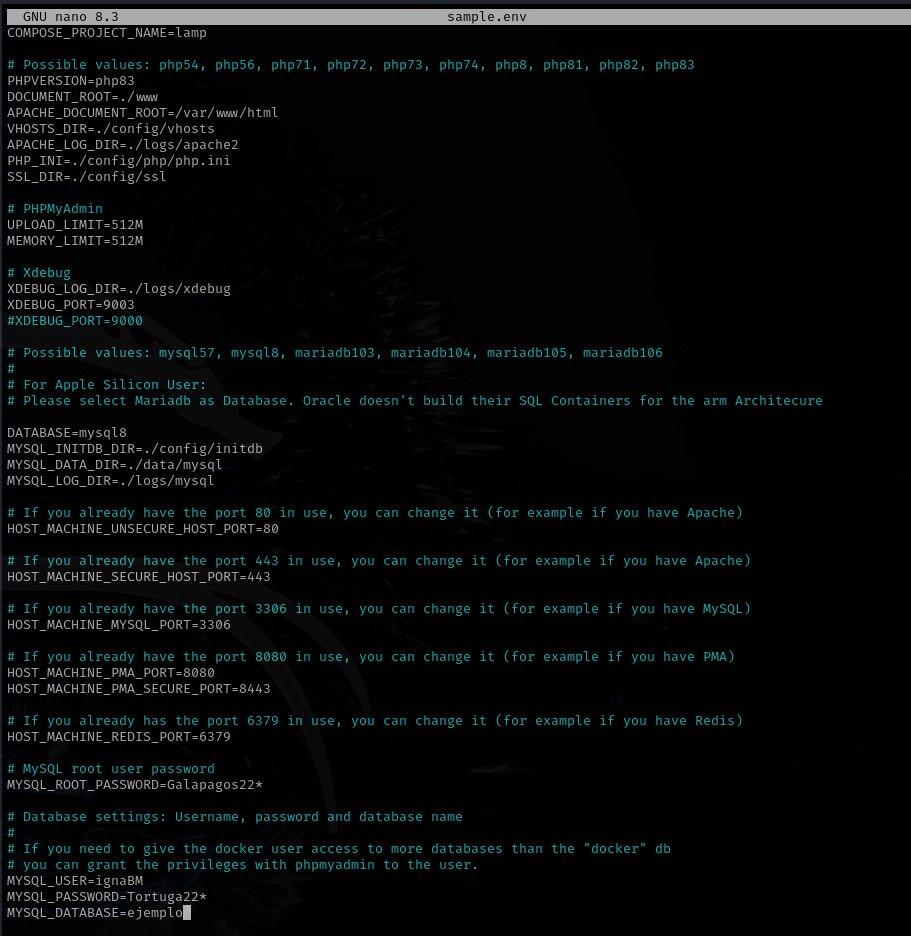 GNU nano 8.3 sample.env
COMPOSE_PROJECT_NAME=lamp
# Possible values: php54, php56, php71, php72, php73, php74, php8, php81, php82, php83
PHPVERSION=php83
DOCUMENT_ROOT=./www
APACHE_DOCUMENT_ROOT=/var/www/html
VHOSTS_DIR=./config/vhosts
APACHE_LOG_DIR=./logs/apache2
PHP_INI=./config/php/php.ini
SSL_DIR=./config/ssl
# PHPMyAdmin
UPLOAD_LIMIT=512M
MEMORY_LIMIT=512M
# Xdebug
XDEBUG_LOG_DIR=./logs/xdebug
XDEBUG_PORT=9003
#XDEBUG_PORT=9000
# Possible values: mysql57, mysql8, mariadb103, mariadb104, mariadb105, mariadb106
#
# For Apple Silicon User:
# Please select Mariadb as Database. Oracle doesn't build their SQL Containers for the arm Architecure
DATABASE=mysql8
MYSQL_INITDB_DIR=./config/initdb
MYSQL_DATA_DIR=./data/mysql
MYSQL_LOG_DIR=./logs/mysql
# If you already have the port 80 in use, you can change it (for example if you have Apache)
HOST_MACHINE_UNSECURE_HOST_PORT=80
# If you already have the port 443 in use, you can change it (for example if you have Apache)
HOST_MACHINE_SECURE_HOST_PORT=443
# If you already have the port 3306 in use, you can change it (for example if you have MySQL)
HOST_MACHINE_MYSQL_PORT=3306
# If you already have the port 8080 in use, you can change it (for example if you have PMA)
HOST_MACHINE_PMA_PORT=8080
HOST_MACHINE_PMA_SECURE_PORT=8443
# If you already has the port 6379 in use, you can change it (for example if you have Redis)
HOST_MACHINE_REDIS_PORT=6379
# MySQL root user password
MYSQL_ROOT_PASSWORD=Galapagos22*
# Database settings: Username, password and database name
#
# If you need to give the docker user access to more databases than the "docker" db
# you can grant the privileges with phpmyadmin to the user.
MYSQL_USER=ignaBM
MYSQL_PASSWORD=Tortuga22*
MYSQL_DATABASE=ejemplo